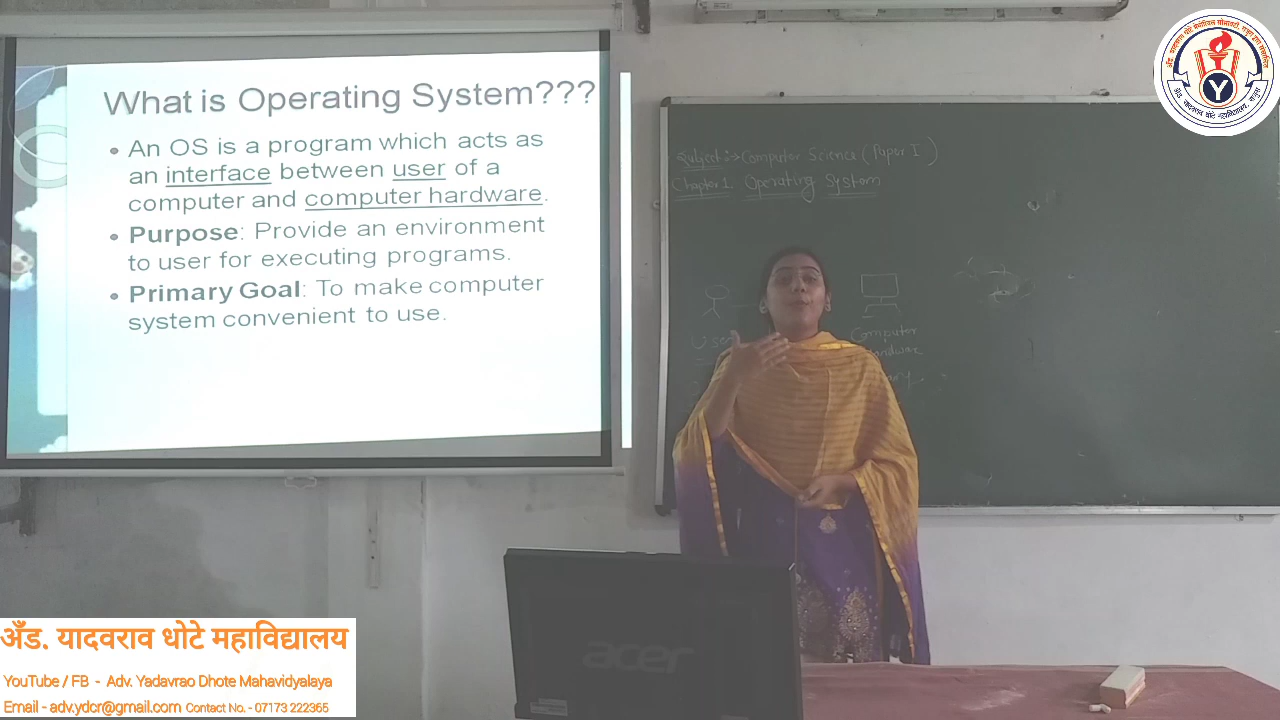 What is Operating System???
• An OS is a program which acts as
an interface between user of a
computer and computer hardware.
• Purpose: Provide an environment
to user for executing programs.
• Primary Goal: To make computer
system convenient to use.
Subject:→ Computer Science (Paper I)
Chapter 1. Operating System
User
Computer
acer
Y
अँड. यादवराव धोटे महाविद्यालय
YouTube / FB - Adv. Yadavrao Dhote Mahavidyalaya
Email - adv.ydcr@gmail.com Contact No. - 07173 222365